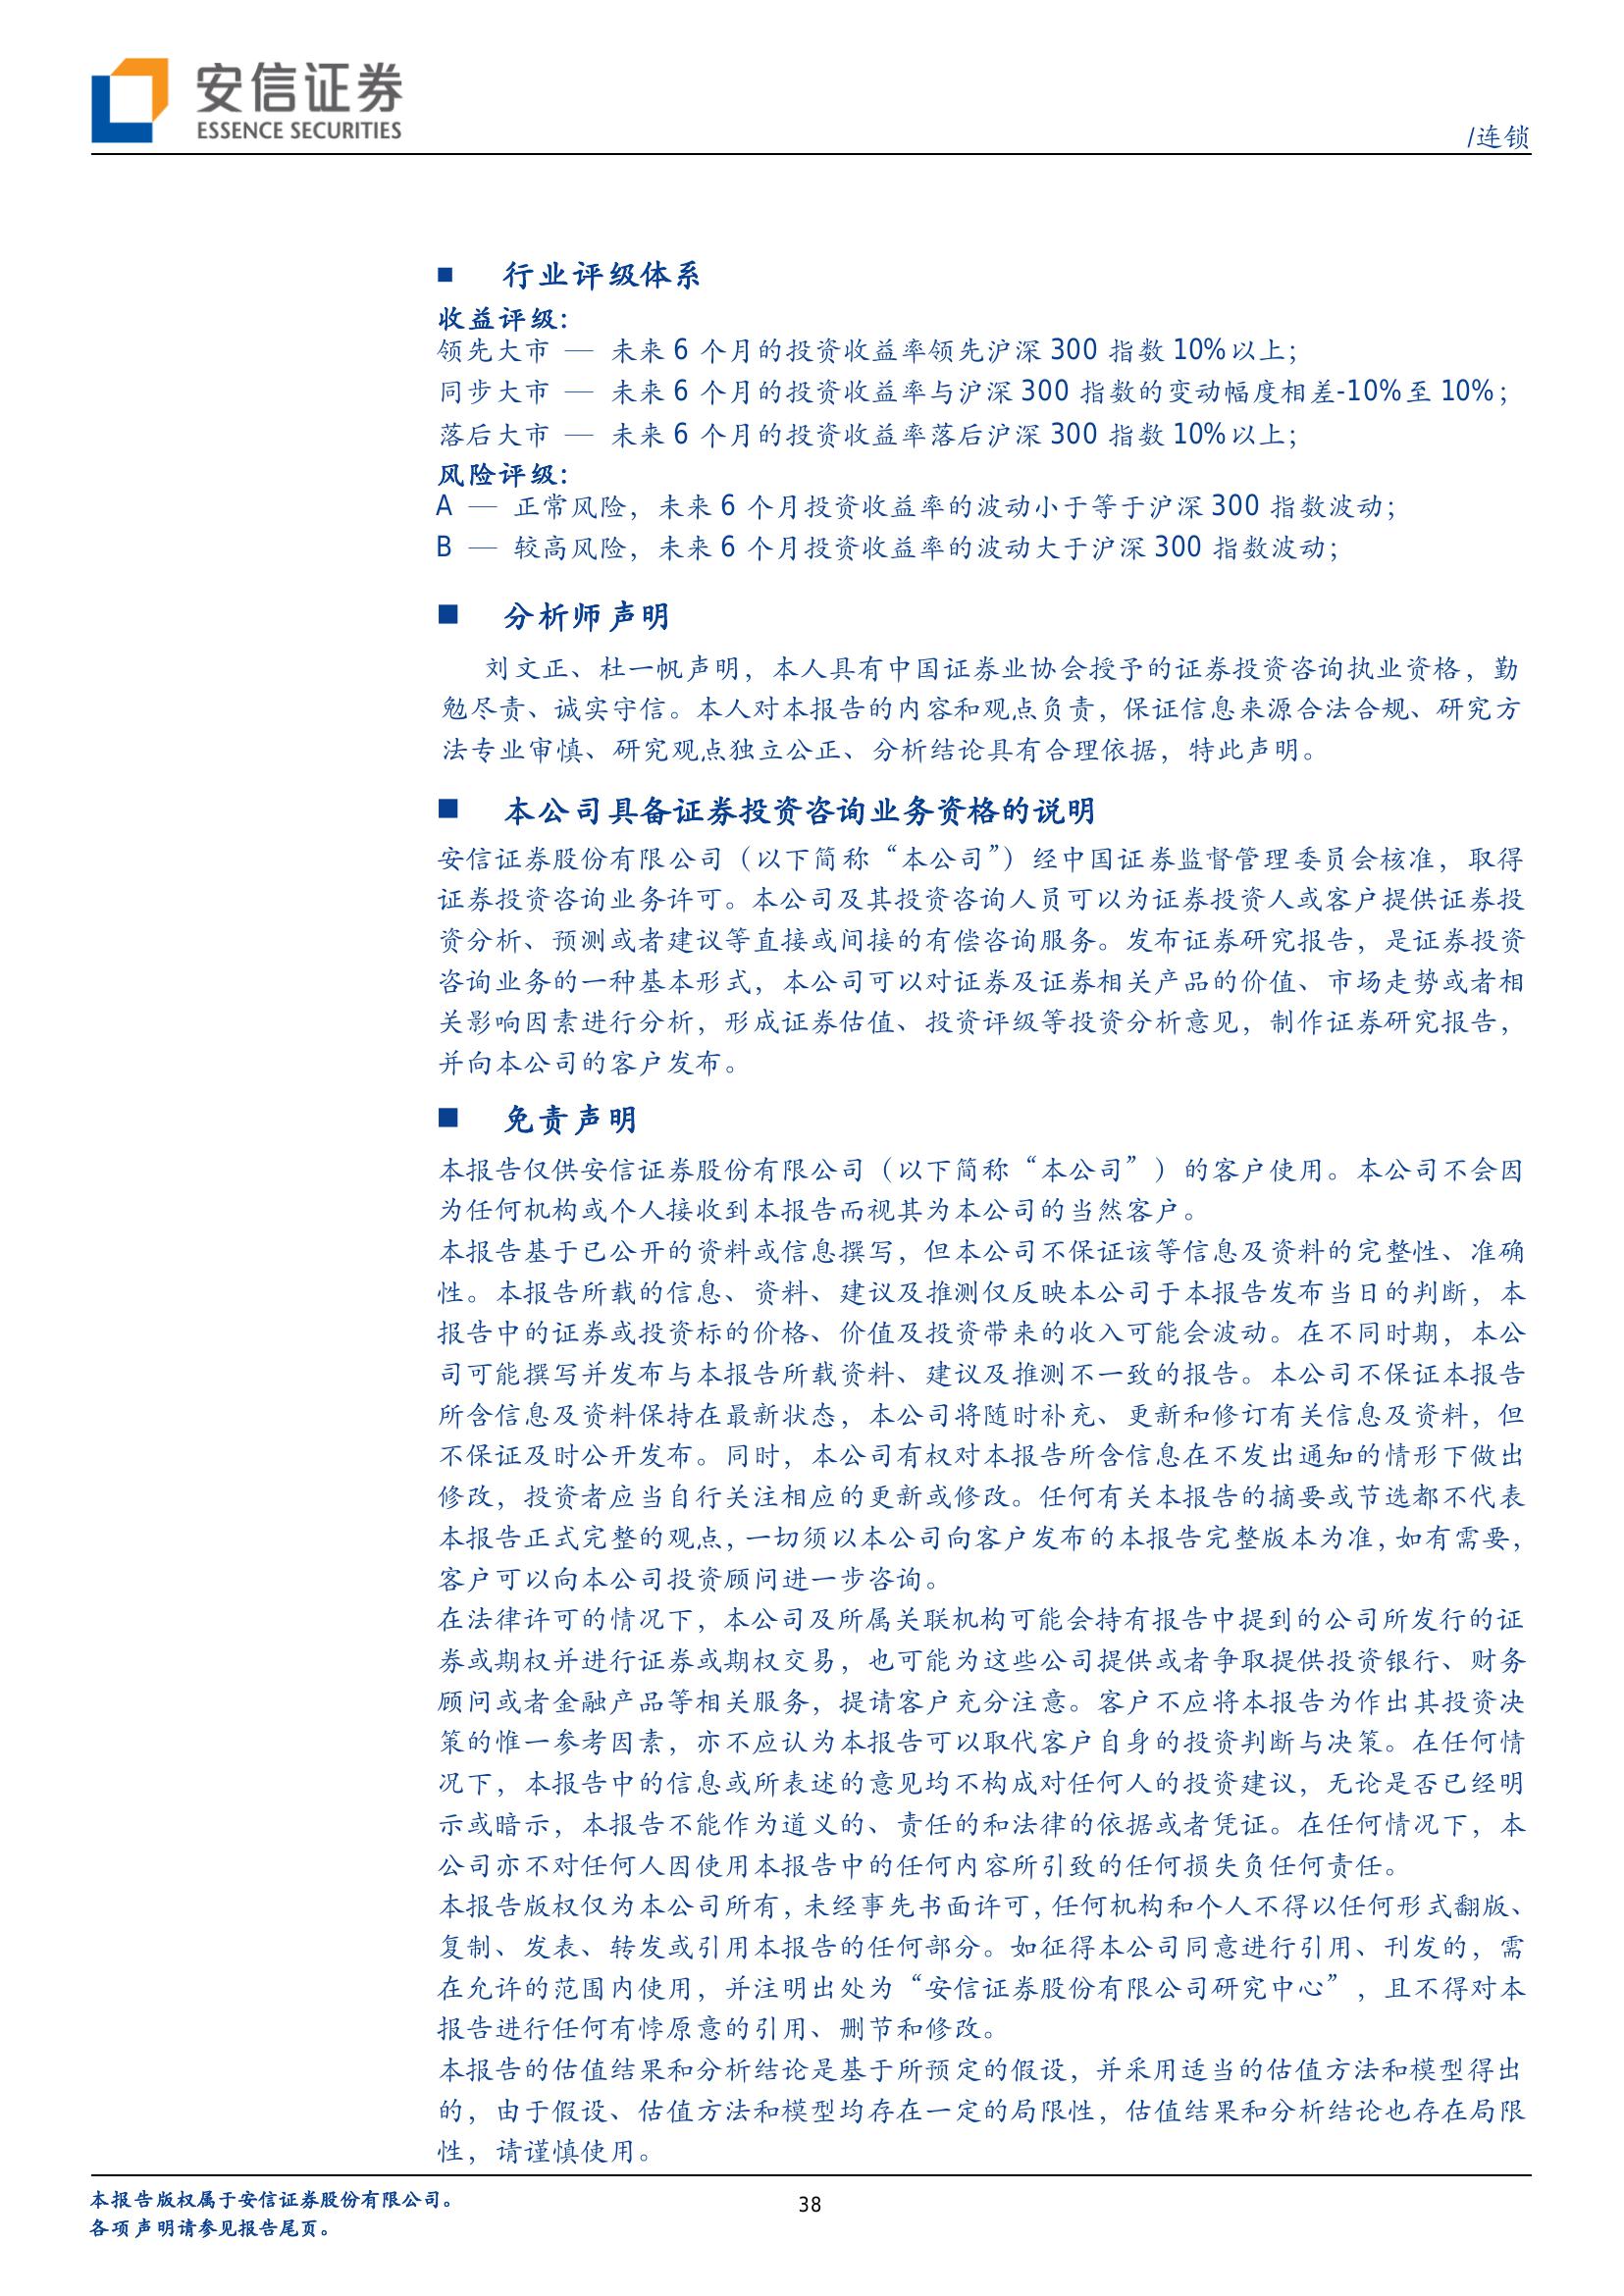 安信证券
ESSENCE SECURITIES
/连锁
■ 行业评级体系
收益评级：
领先大市 — 未来 6 个月的投资收益率领先沪深 300 指数 10%以上；
同步大市 — 未来 6 个月的投资收益率与沪深 300 指数的变动幅度相差-10%至 10%；
落后大市 — 未来 6 个月的投资收益率落后沪深 300 指数 10%以上；
风险评级：
A — 正常风险，未来 6 个月投资收益率的波动小于等于沪深 300 指数波动；
B — 较高风险，未来 6 个月投资收益率的波动大于沪深 300 指数波动；
■ 分析师声明
刘文正、杜一帆声明，本人具有中国证券业协会授予的证券投资咨询执业资格，勤
勉尽责、诚实守信。本人对本报告的内容和观点负责，保证信息来源合法合规、研究方
法专业审慎、研究观点独立公正、分析结论具有合理依据，特此声明。
■ 本公司具备证券投资咨询业务资格的说明
安信证券股份有限公司（以下简称“本公司”）经中国证券监督管理委员会核准，取得
证券投资咨询业务许可。本公司及其投资咨询人员可以为证券投资人或客户提供证券投
资分析、预测或者建议等直接或间接的有偿咨询服务。发布证券研究报告，是证券投资
咨询业务的一种基本形式，本公司可以对证券及证券相关产品的价值、市场走势或者相
关影响因素进行分析，形成证券估值、投资评级等投资分析意见，制作证券研究报告，
并向本公司的客户发布。
■ 免责声明
本报告仅供安信证券股份有限公司（以下简称“本公司”）的客户使用。本公司不会因
为任何机构或个人接收到本报告而视其为本公司的当然客户。
本报告基于已公开的资料或信息撰写，但本公司不保证该等信息及资料的完整性、准确
性。本报告所载的信息、资料、建议及推测仅反映本公司于本报告发布当日的判断，本
报告中的证券或投资标的价格、价值及投资带来的收入可能会波动。在不同时期，本公
司可能撰写并发布与本报告所载资料、建议及推测不一致的报告。本公司不保证本报告
所含信息及资料保持在最新状态，本公司将随时补充、更新和修订有关信息及资料，但
不保证及时公开发布。同时，本公司有权对本报告所含信息在不发出通知的情形下做出
修改，投资者应当自行关注相应的更新或修改。任何有关本报告的摘要或节选都不代表
本报告正式完整的观点，一切须以本公司向客户发布的本报告完整版本为准，如有需要，
客户可以向本公司投资顾问进一步咨询。
在法律许可的情况下，本公司及所属关联机构可能会持有报告中提到的公司所发行的证
券或期权并进行证券或期权交易，也可能为这些公司提供或者争取提供投资银行、财务
顾问或者金融产品等相关服务，提请客户充分注意。客户不应将本报告为作出其投资决
策的惟一参考因素，亦不应认为本报告可以取代客户自身的投资判断与决策。在任何情
况下，本报告中的信息或所表述的意见均不构成对任何人的投资建议，无论是否已经明
示或暗示，本报告不能作为道义的、责任的和法律的依据或者凭证。在任何情况下，本
公司亦不对任何人因使用本报告中的任何内容所引致的任何损失负任何责任。
本报告版权仅为本公司所有，未经事先书面许可，任何机构和个人不得以任何形式翻版、
复制、发表、转发或引用本报告的任何部分。如征得本公司同意进行引用、刊发的，需
在允许的范围内使用，并注明出处为“安信证券股份有限公司研究中心”，且不得对本
报告进行任何有悖原意的引用、删节和修改。
本报告的估值结果和分析结论是基于所预定的假设，并采用适当的估值方法和模型得出
的，由于假设、估值方法和模型均存在一定的局限性，估值结果和分析结论也存在局限
性，请谨慎使用。
本报告版权属于安信证券股份有限公司。
38
各项声明请参见报告尾页。